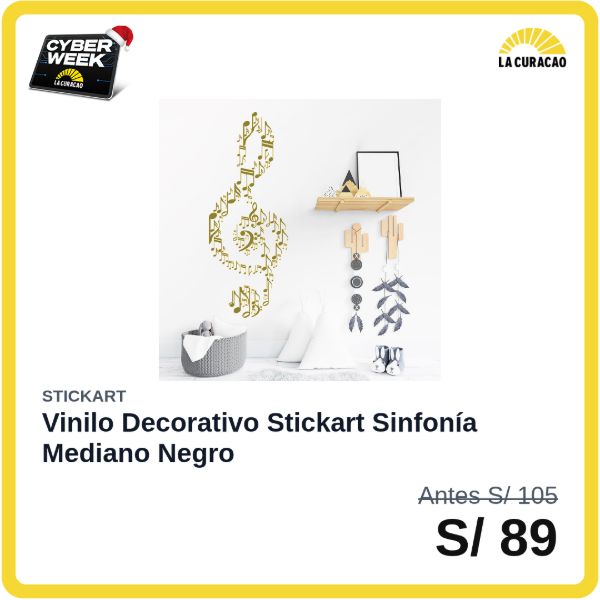 CYBER
WEEK
LA CURACAO
LA CURACAO
STICKART
Vinilo Decorativo Stickart Sinfonía
Mediano Negro
Antes S/ 105
S/ 89